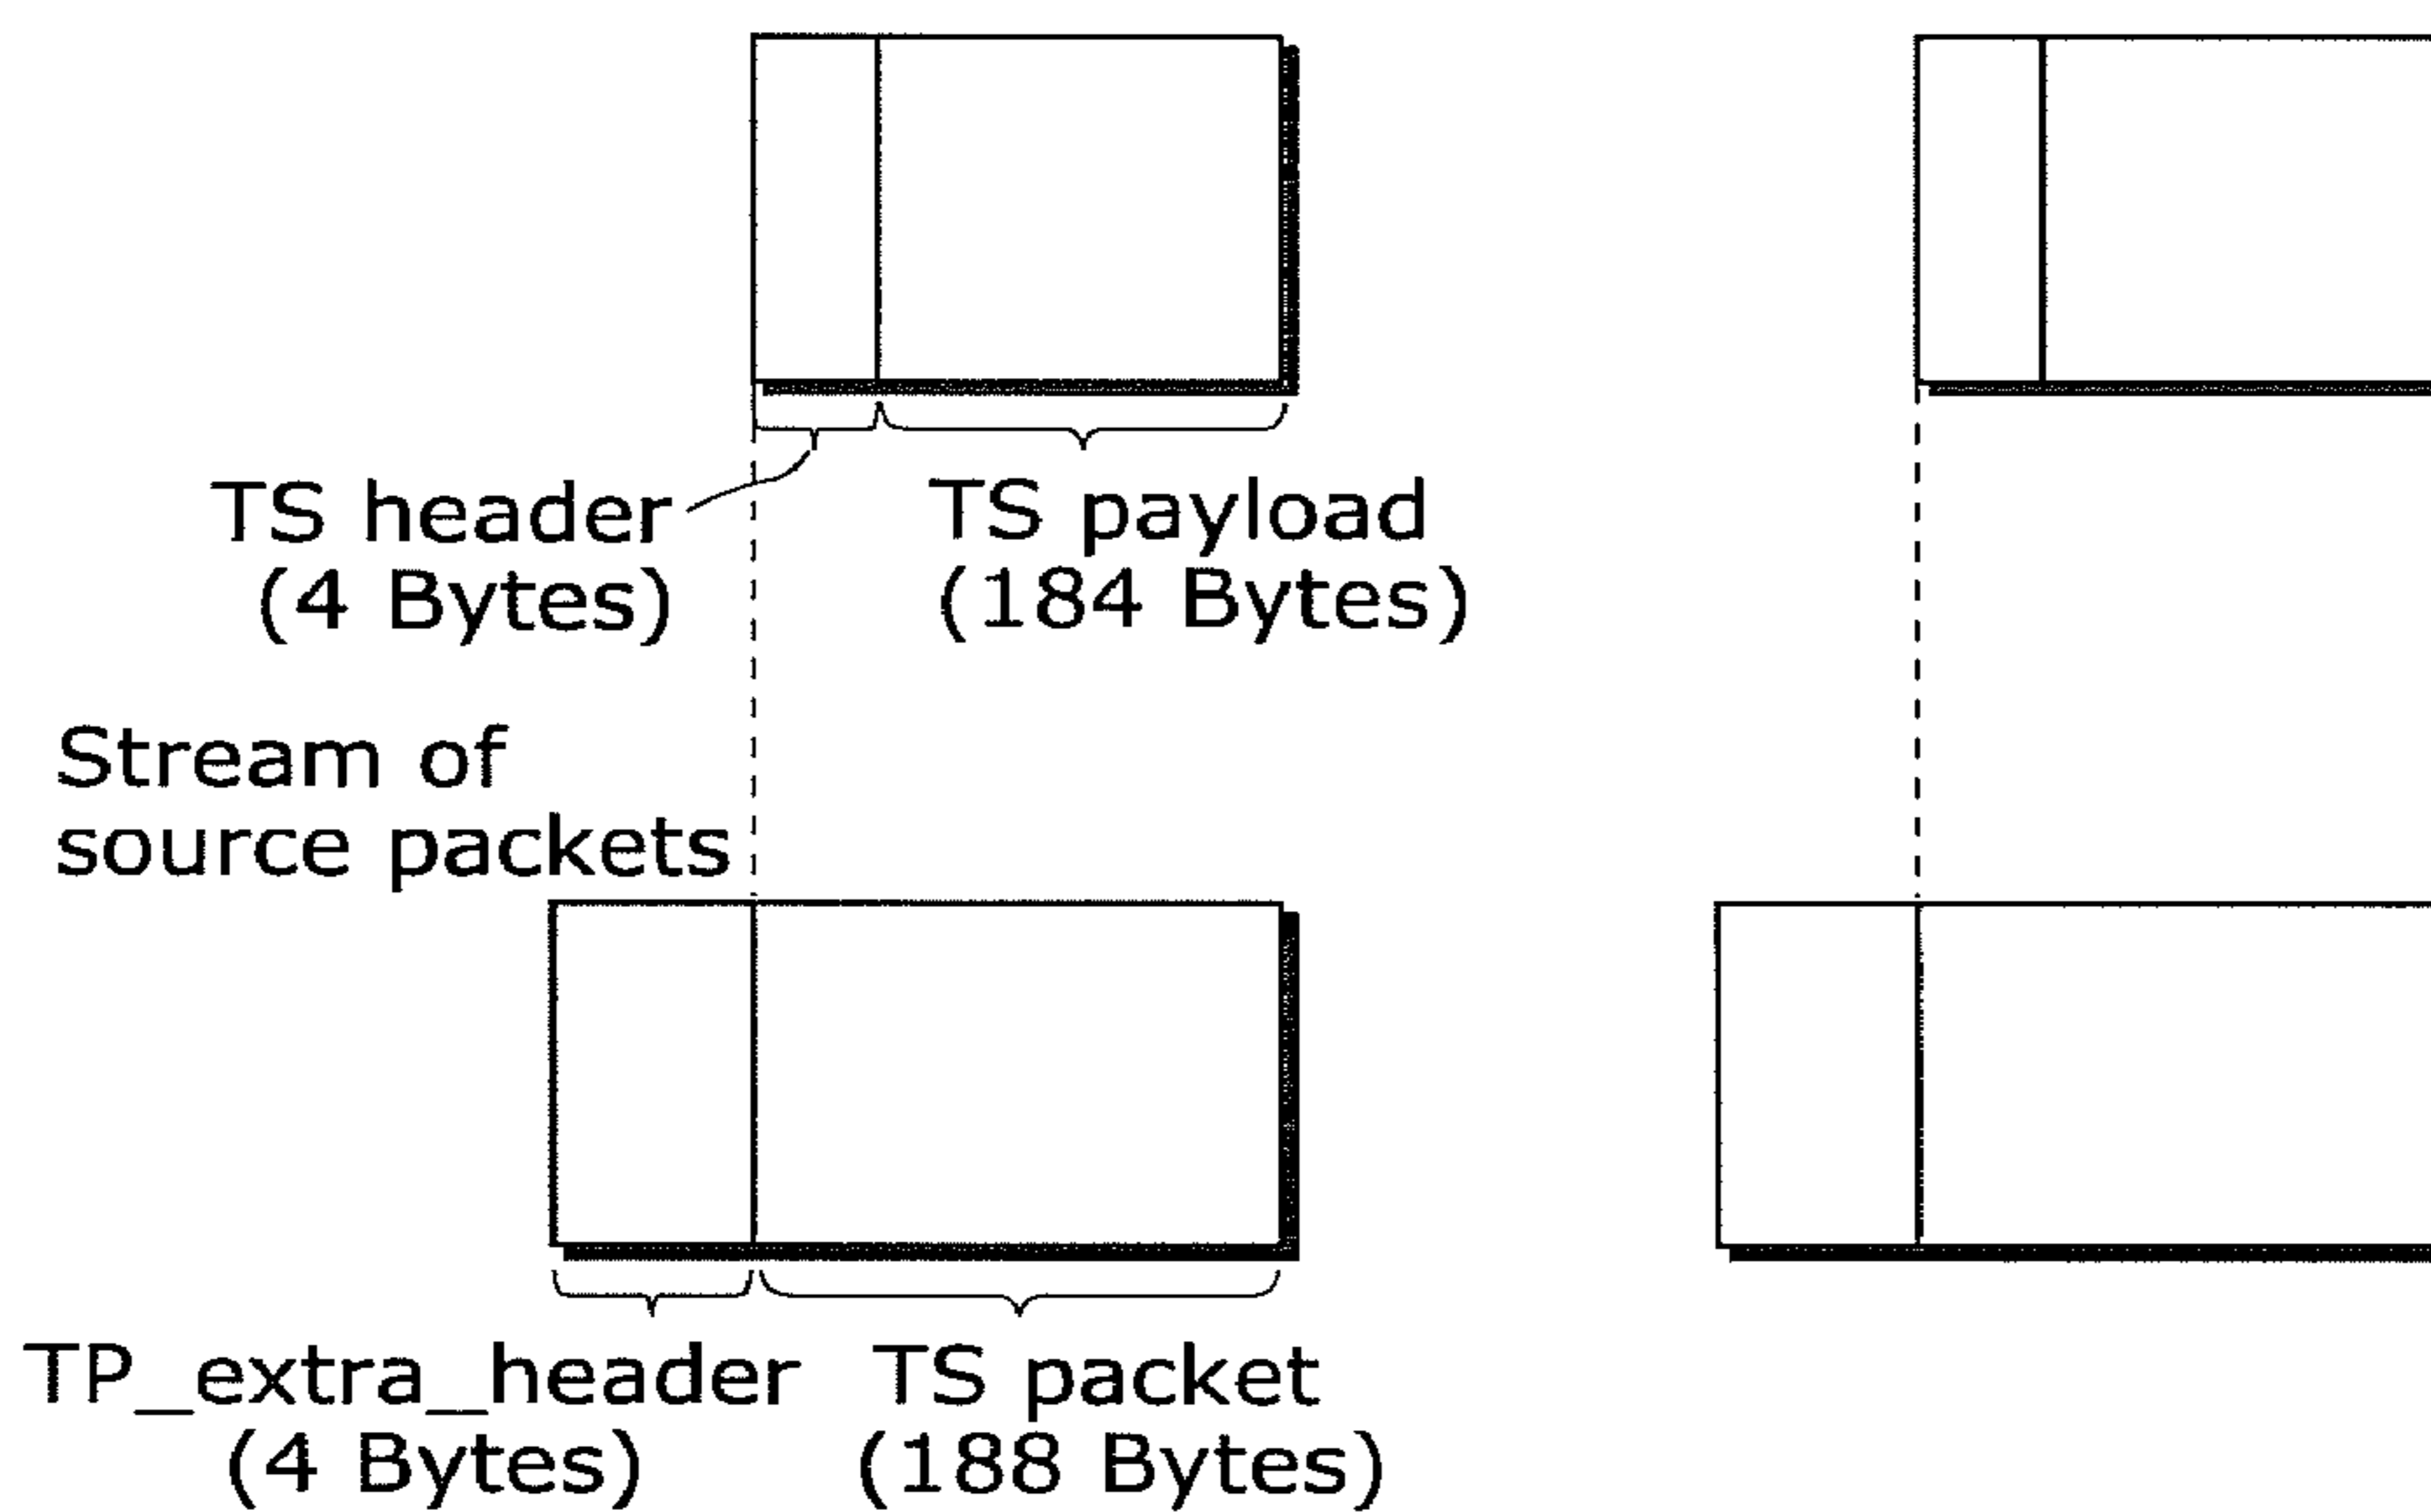 TS header
(4 Bytes)
TS payload
(184 Bytes)
Stream of
source packets
TP_extra_header
(4 Bytes)
TS packet
(188 Bytes)